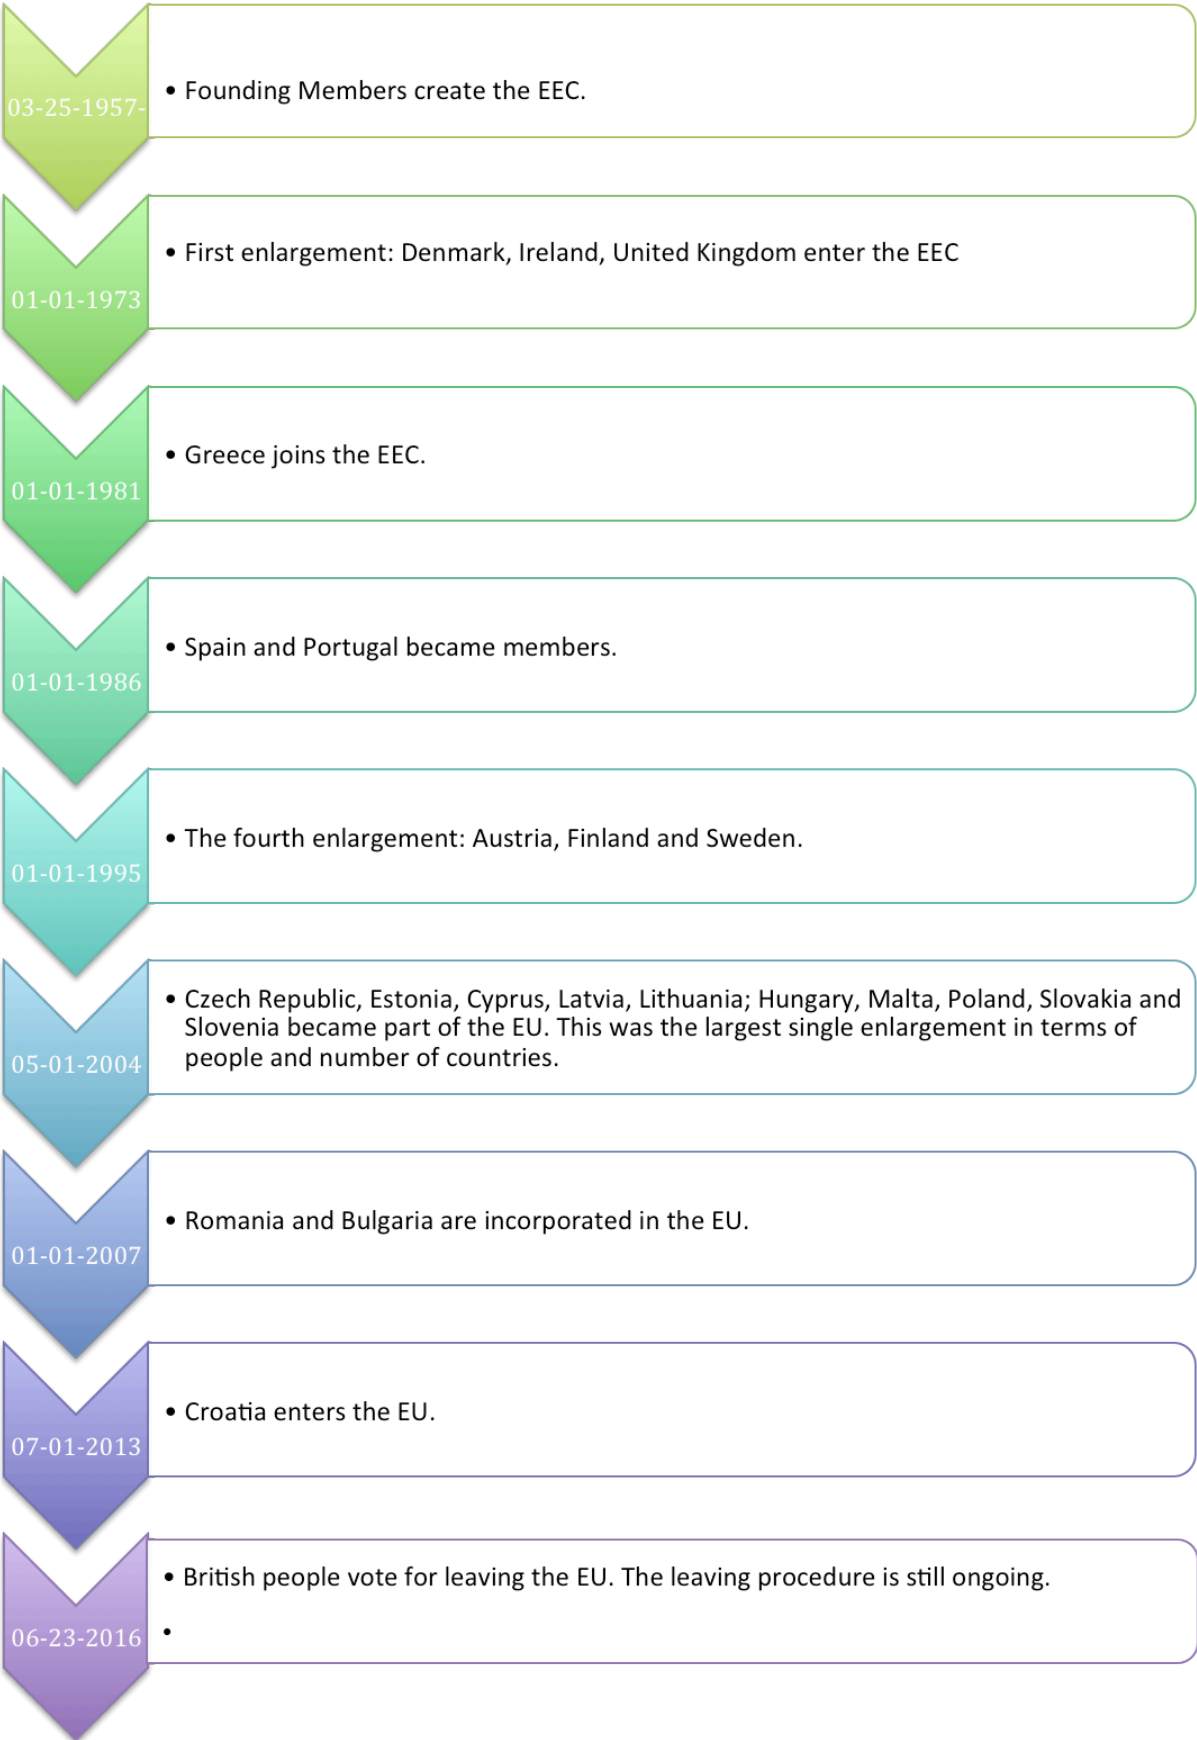 03-25-1957-
• Founding Members create the EEC.
01-01-1973
• First enlargement: Denmark, Ireland, United Kingdom enter the EEC
01-01-1981
• Greece joins the EEC.
01-01-1986
• Spain and Portugal became members.
01-01-1995
• The fourth enlargement: Austria, Finland and Sweden.
05-01-2004
• Czech Republic, Estonia, Cyprus, Latvia, Lithuania; Hungary, Malta, Poland, Slovakia and
Slovenia became part of the EU. This was the largest single enlargement in terms of
people and number of countries.
01-01-2007
• Romania and Bulgaria are incorporated in the EU.
07-01-2013
• Croatia enters the EU.
06-23-2016
• British people vote for leaving the EU. The leaving procedure is still ongoing.
•